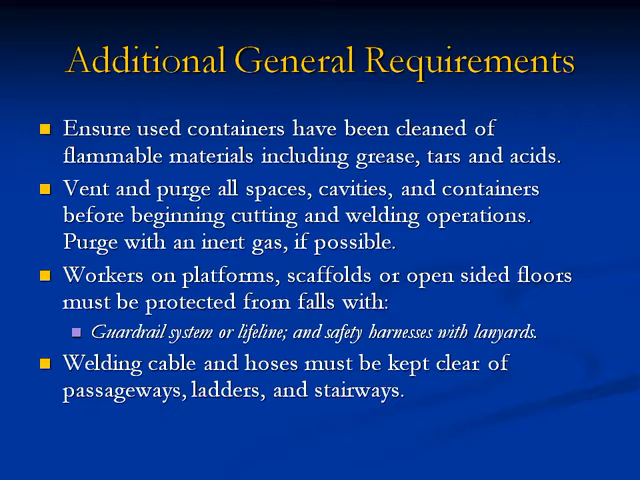 Additional General Requirements
Ensure used containers have been cleaned of
flammable materials including grease, tars and acids.
Vent and purge all spaces, cavities, and containers
before beginning cutting and welding operations.
Purge with an inert gas, if possible.
Workers on platforms, scaffolds or open sided floors
must be protected from falls with:
Guardrail system or lifeline; and safety harnesses with lanyards.
Welding cable and hoses must be kept clear of
passageways, ladders, and stairways.